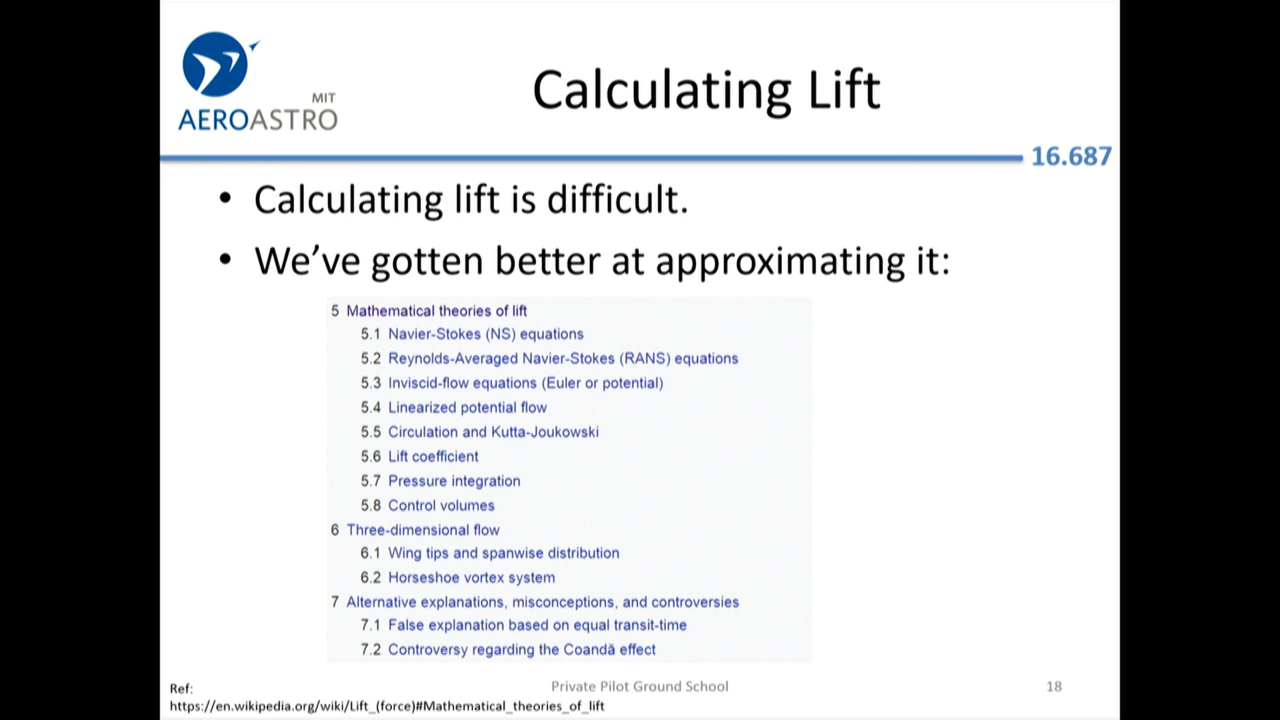 MIT
AEROASTRO
Calculating Lift
16.687
• Calculating lift is difficult.
• We’ve gotten better at approximating it:
5 Mathematical theories of lift
5.1 Navier-Stokes (NS) equations
5.2 Reynolds-Averaged Navier-Stokes (RANS) equations
5.3 Inviscid-flow equations (Euler or potential)
5.4 Linearized potential flow
5.5 Circulation and Kutta-Joukowski
5.6 Lift coefficient
5.7 Pressure integration
5.8 Control volumes
6 Three-dimensional flow
6.1 Wing tips and spanwise distribution
6.2 Horseshoe vortex system
7 Alternative explanations, misconceptions, and controversies
7.1 False explanation based on equal transit-time
7.2 Controversy regarding the Coandă effect
Ref:
https://en.wikipedia.org/wiki/Lift_(force)#Mathematical_theories_of_lift
Private Pilot Ground School
18